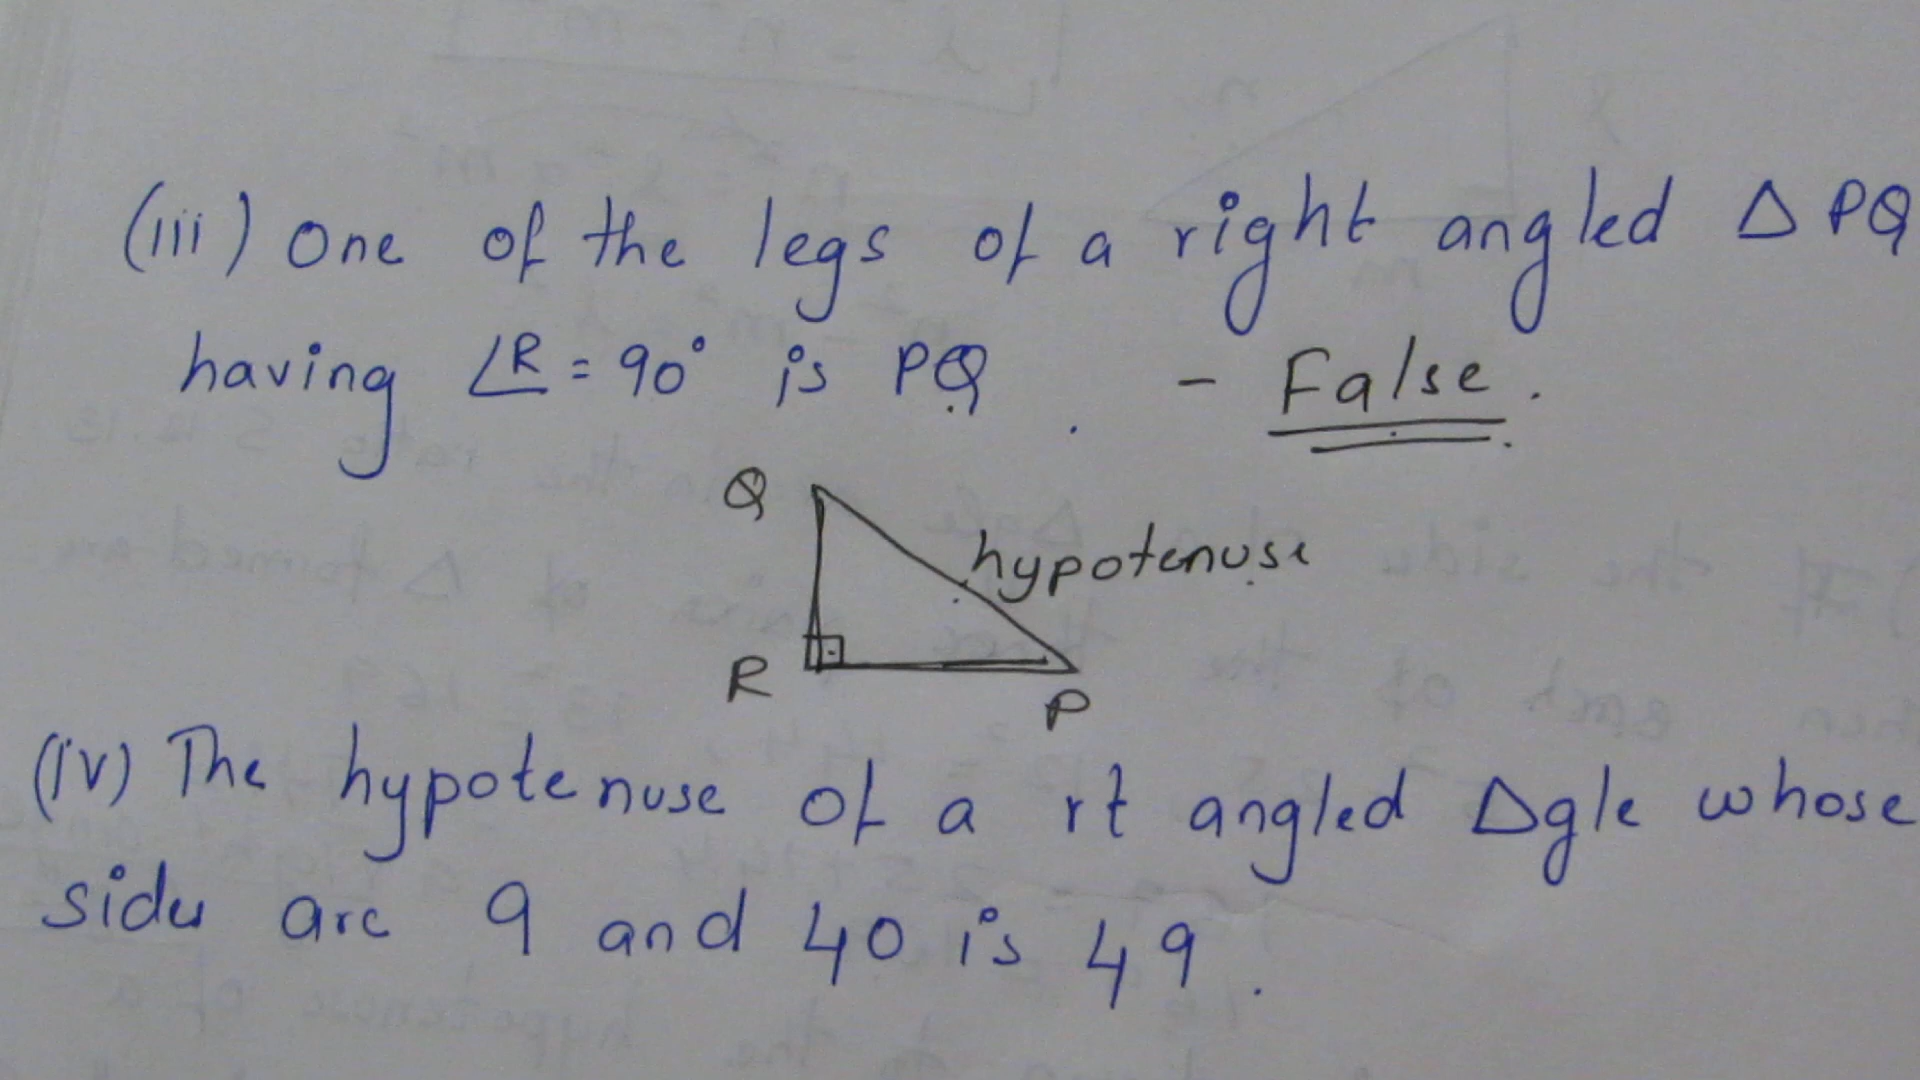 (iii) One of the legs of a right angled Δ PQ
having ∠R = 90° is PQ. - False.
Q
hypotenuse
R
P
(iv) The hypotenuse of a rt angled Δgle whose
sides are 9 and 40 is 49.